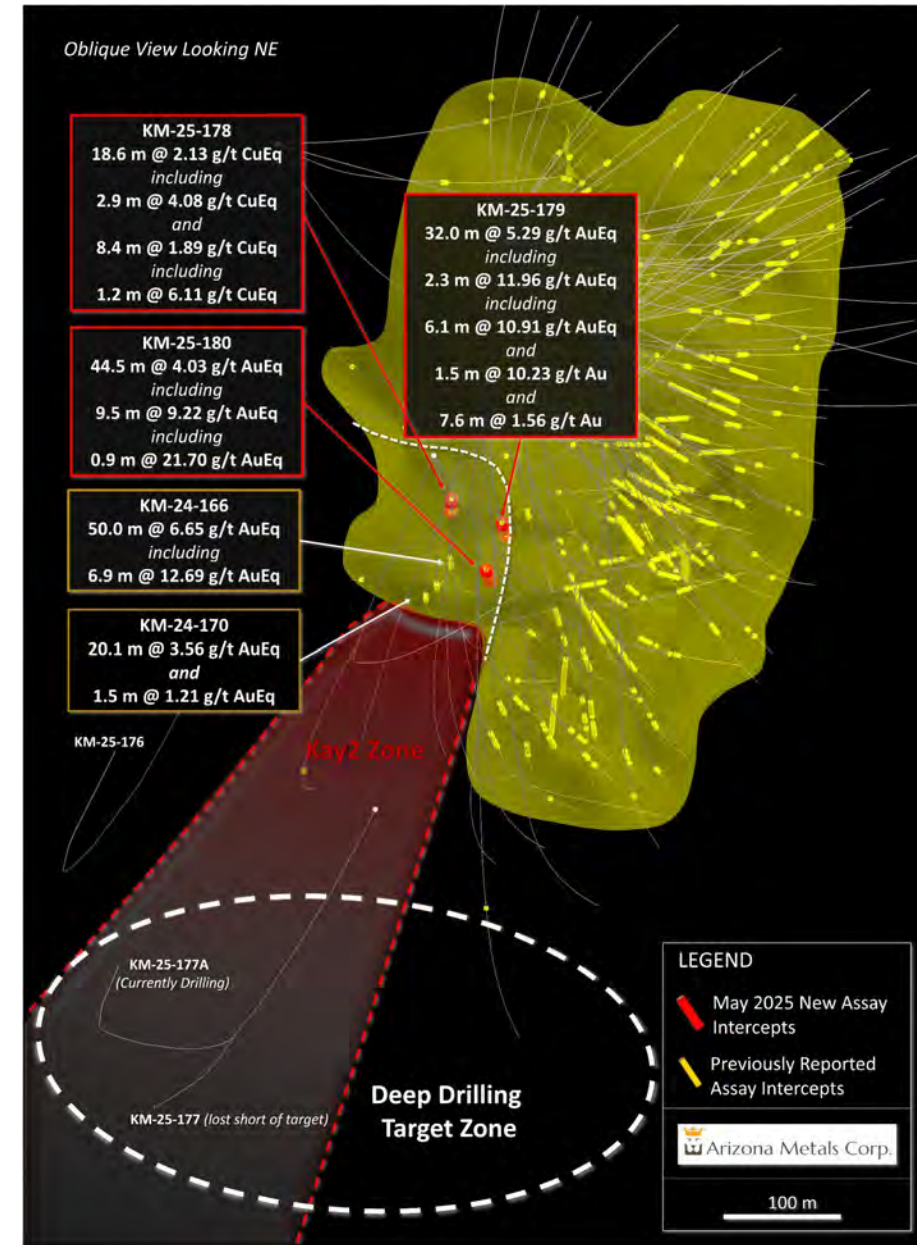 Oblique View Looking NE
KM-25-178
18.6 m @ 2.13 g/t CuEq
including
2.9 m @ 4.08 g/t CuEq
and
8.4 m @ 1.89 g/t CuEq
including
1.2 m @ 6.11 g/t CuEq
KM-25-179
32.0 m @ 5.29 g/t AuEq
including
2.3 m @ 11.96 g/t AuEq
including
6.1 m @ 10.91 g/t AuEq
and
1.5 m @ 10.23 g/t Au
and
7.6 m @ 1.56 g/t Au
KM-25-180
44.5 m @ 4.03 g/t AuEq
including
9.5 m @ 9.22 g/t AuEq
including
0.9 m @ 21.70 g/t AuEq
KM-24-166
50.0 m @ 6.65 g/t AuEq
including
6.9 m @ 12.69 g/t AuEq
KM-24-170
20.1 m @ 3.56 g/t AuEq
and
1.5 m @ 1.21 g/t AuEq
KM-25-176
Kay2 Zone
KM-25-177A
(Currently Drilling)
KM-25-177 (lost short of target)
Deep Drilling
Target Zone
LEGEND
May 2025 New Assay
Intercepts
Previously Reported
Assay Intercepts
Arizona Metals Corp.
100 m